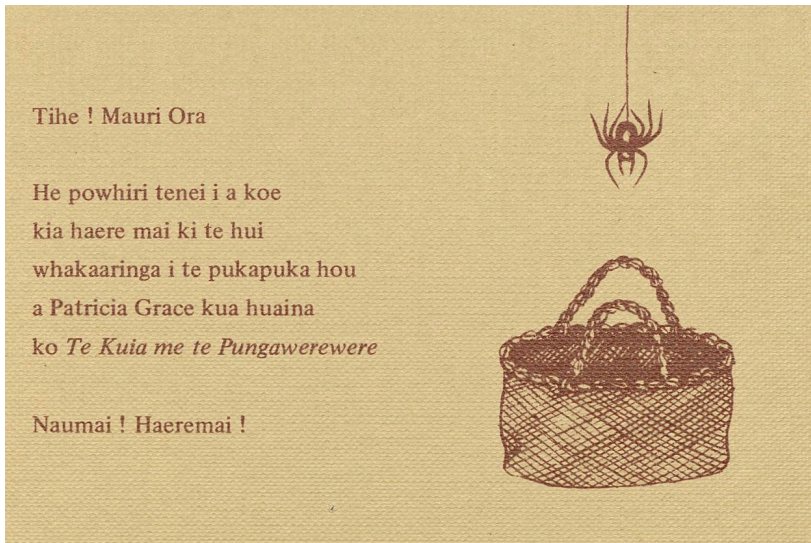 Tihe ! Mauri Ora
He powhiri tenei i a koe
kia haere mai ki te hui
whakaaringa i te pukapuka hou
a Patricia Grace kua huaina
ko Te Kuia me te Pungawerewere
Naumai ! Haeremai !